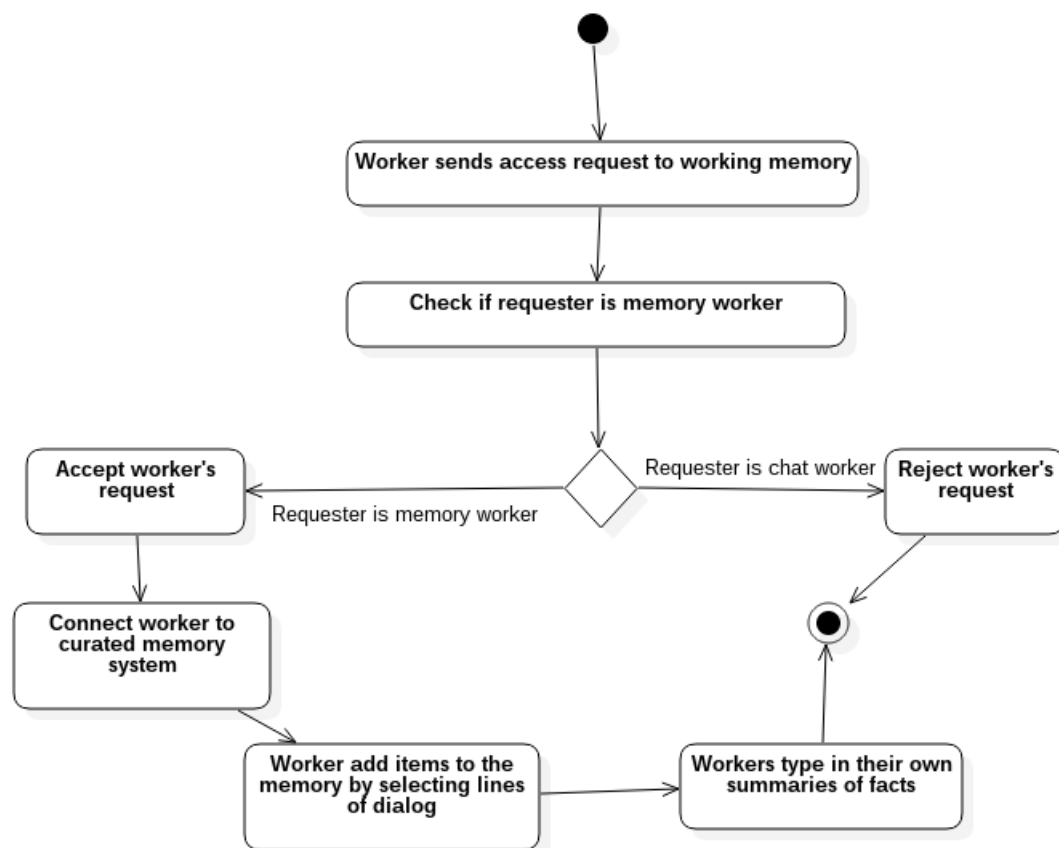 Worker sends access request to working memory
Check if requester is memory worker
Accept worker's
request
Requester is memory worker
Requester is chat worker
Reject worker's
request
Connect worker to
curated memory
system
Worker add items to the
memory by selecting lines
of dialog
Workers type in their own
summaries of facts